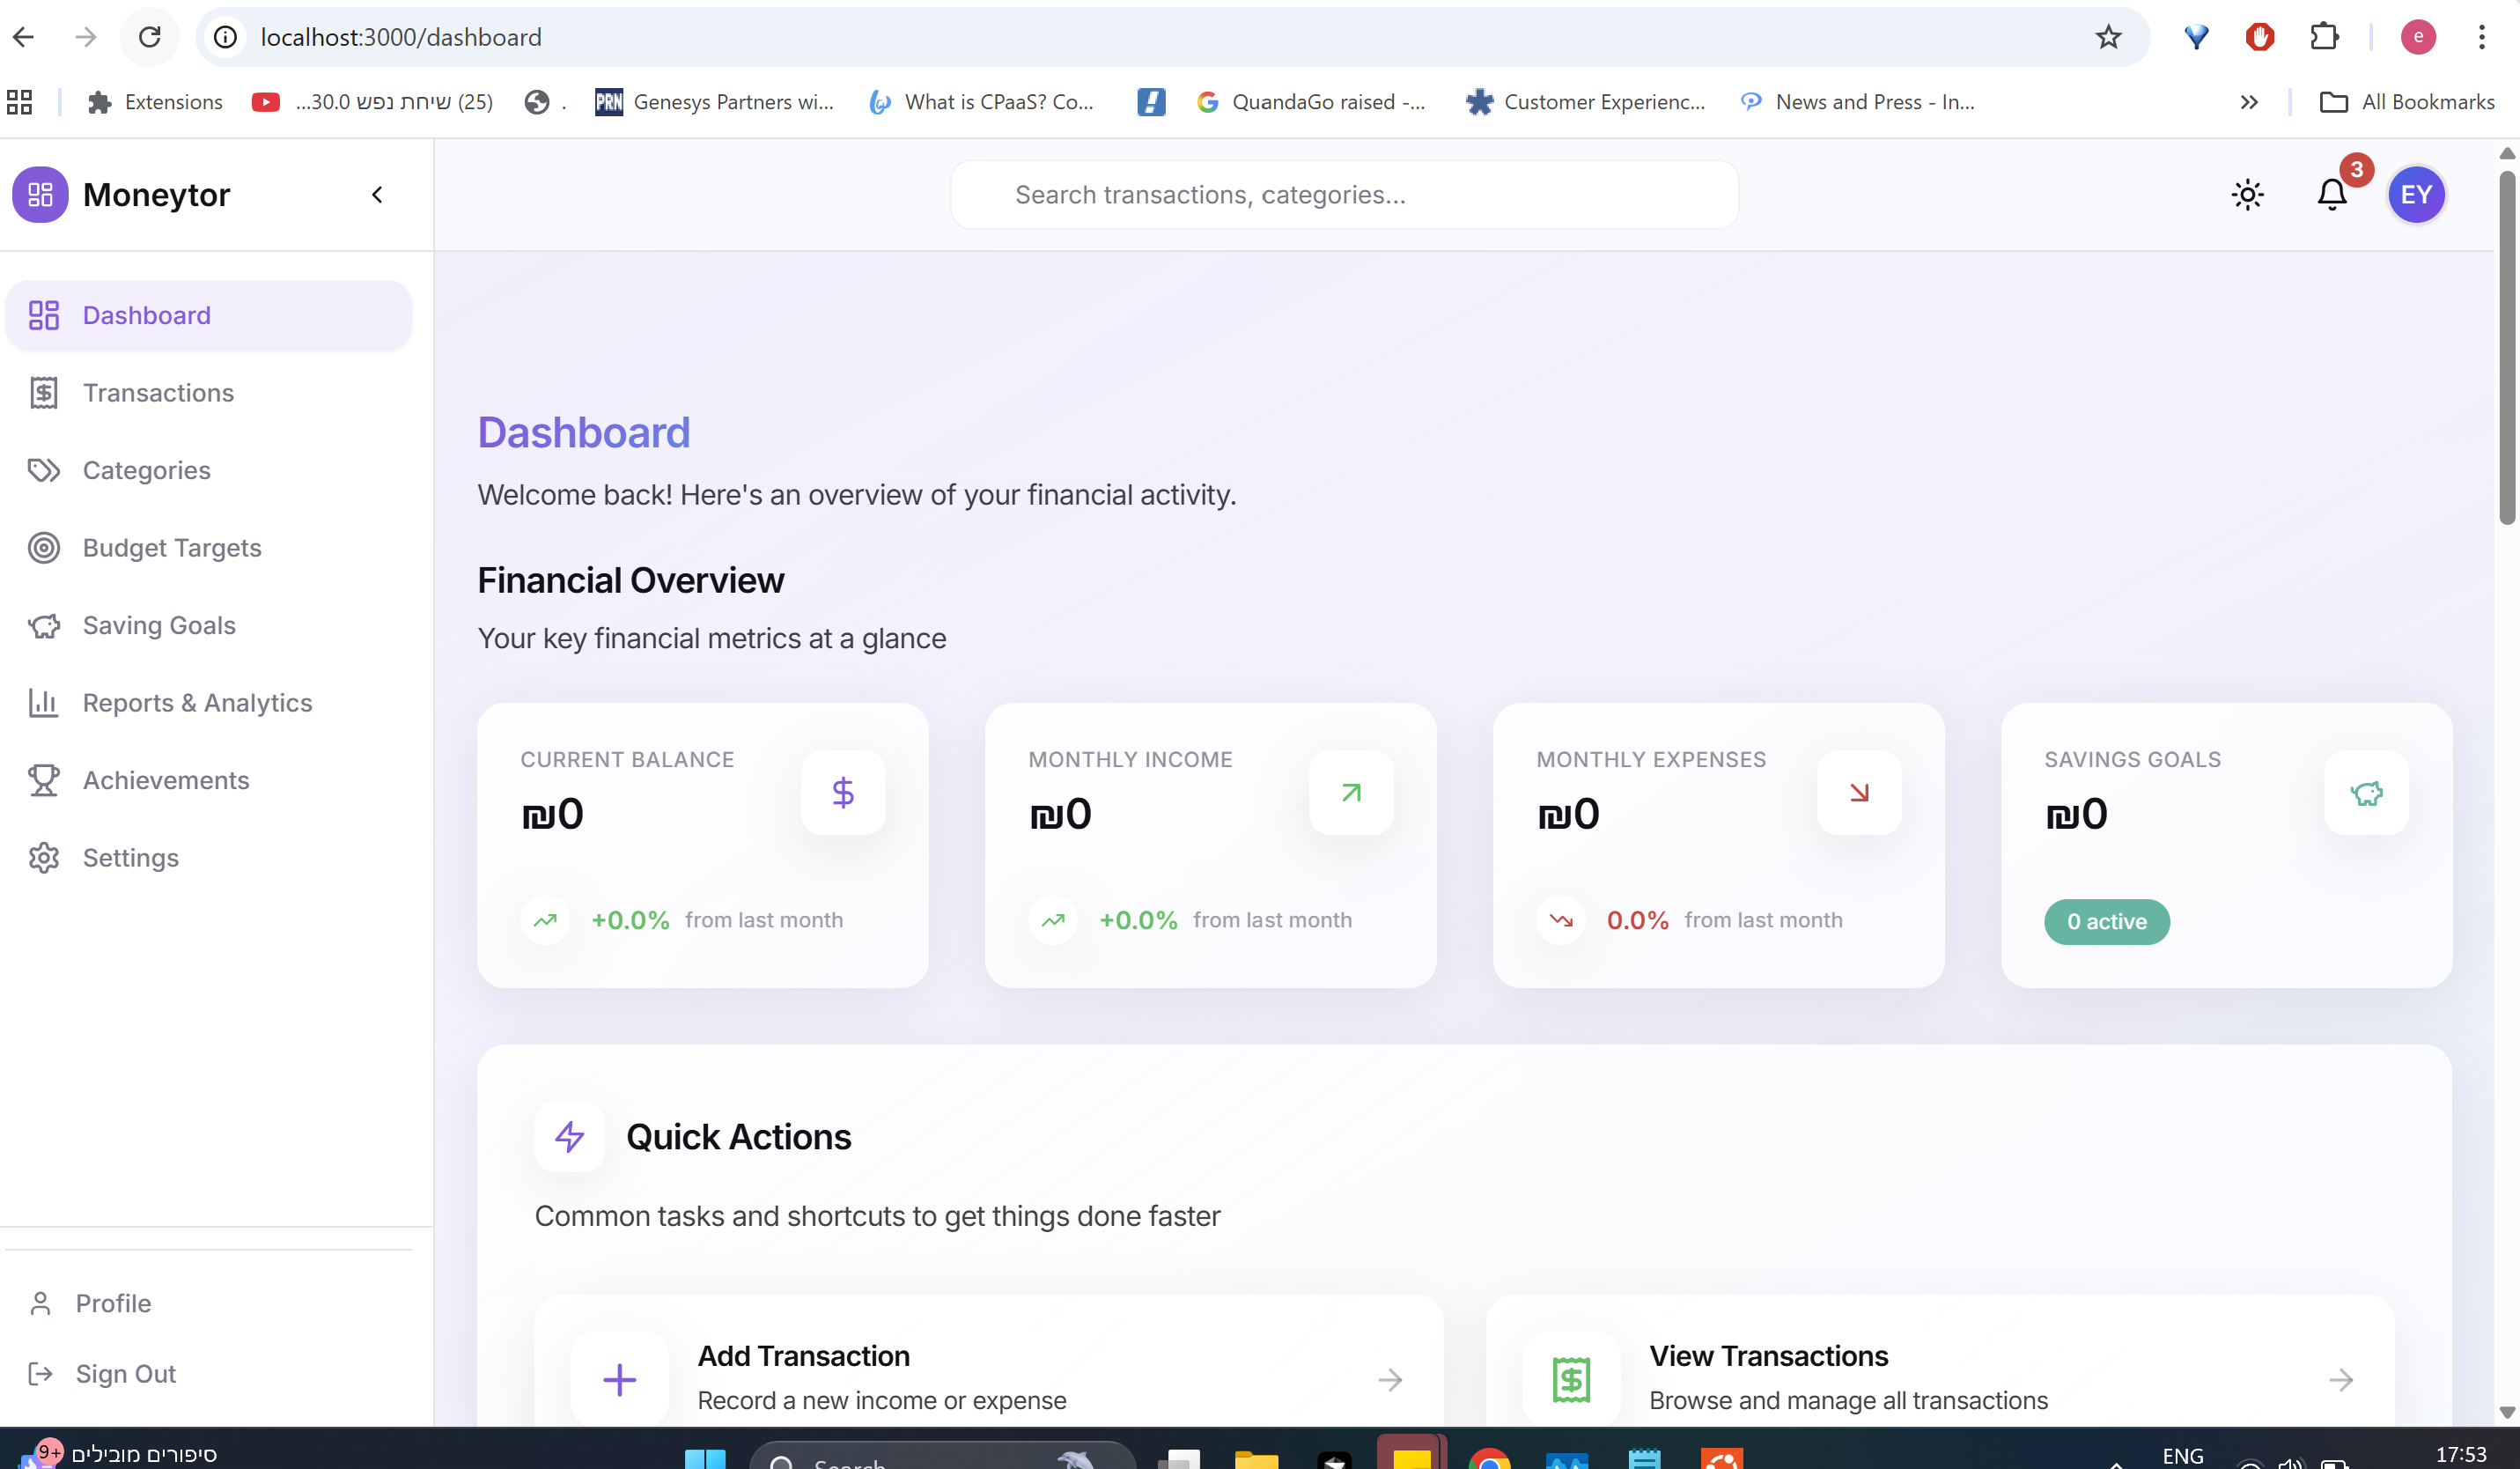 localhost:3000/dashboard
e
Extensions
(25) שיחת נפש 30.0...
.
PRN Genesys Partners wi...
What is CPaaS? Co...
QuandaGo raised -...
Customer Experienc...
News and Press - In...
All Bookmarks
Moneytor
Search transactions, categories...
3
EY
Dashboard
Transactions
Categories
Budget Targets
Saving Goals
Reports & Analytics
Achievements
Settings
Profile
Sign Out
Dashboard
Welcome back! Here's an overview of your financial activity.
Financial Overview
Your key financial metrics at a glance
CURRENT BALANCE
₪0
+0.0% from last month
MONTHLY INCOME
₪0
+0.0% from last month
MONTHLY EXPENSES
₪0
0.0% from last month
SAVINGS GOALS
₪0
0 active
Quick Actions
Common tasks and shortcuts to get things done faster
Add Transaction
Record a new income or expense
View Transactions
Browse and manage all transactions
9+
סיפורים מובילים
Search
ENG
17:53